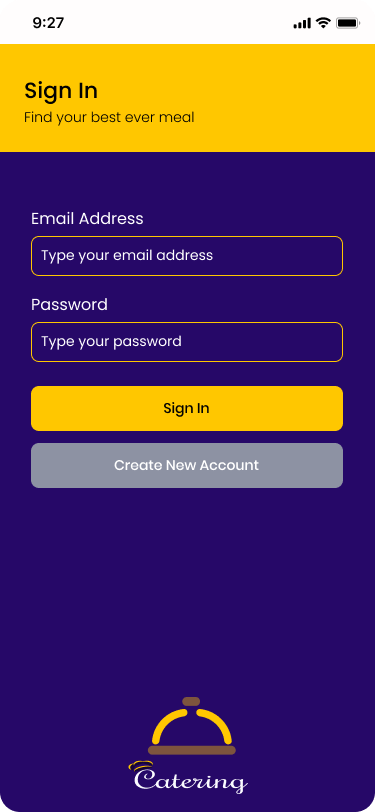 9:27
Sign In
Find your best ever meal
Email Address
Type your email address
Password
Type your password
Sign In
Create New Account
Catering